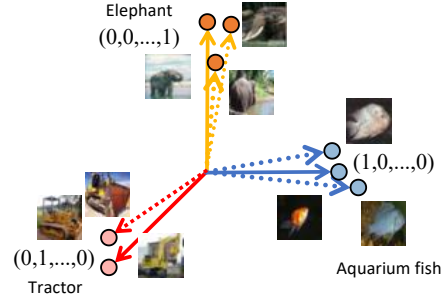 Elephant
(0,0,...,1)
(1,0,...,0)
(0,1,...,0)
Aquarium fish
Tractor